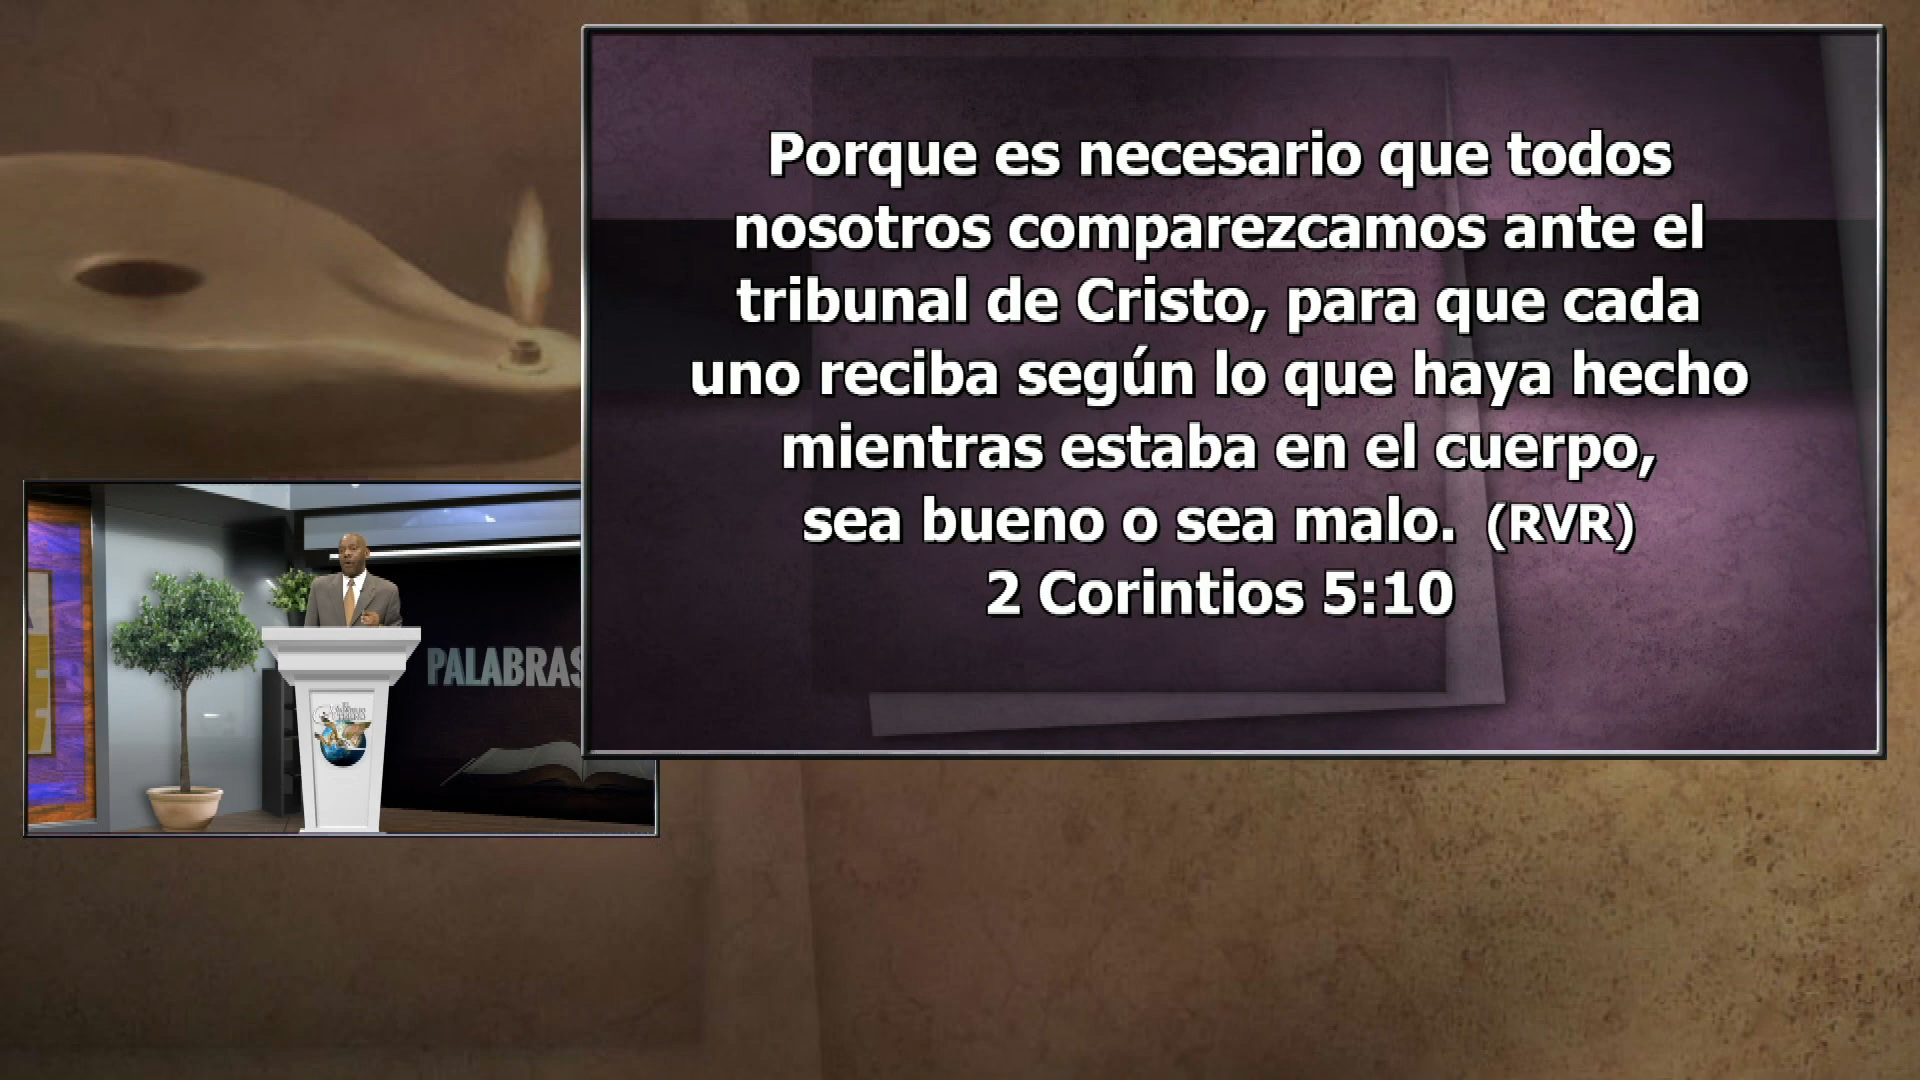 Porque es necesario que todos
nosotros comparezcamos ante el
tribunal de Cristo, para que cada
uno reciba según lo que haya hecho
mientras estaba en el cuerpo,
sea bueno o sea malo. (RVR)
2 Corintios 5:10
PALABRAS